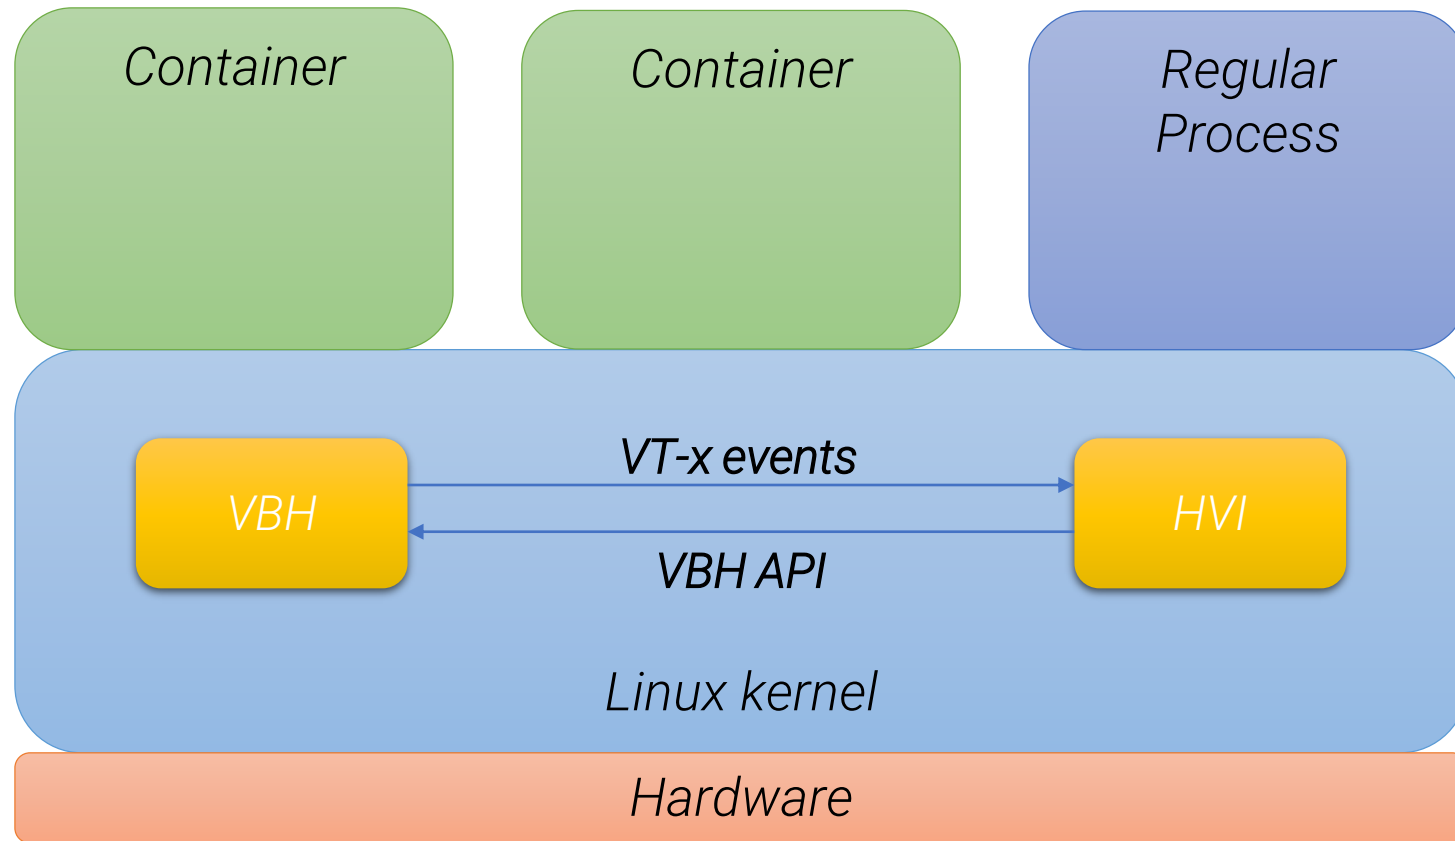 Container
Container
Regular
Process
VT-x events
VBH
HVI
VBH API
Linux kernel
Hardware